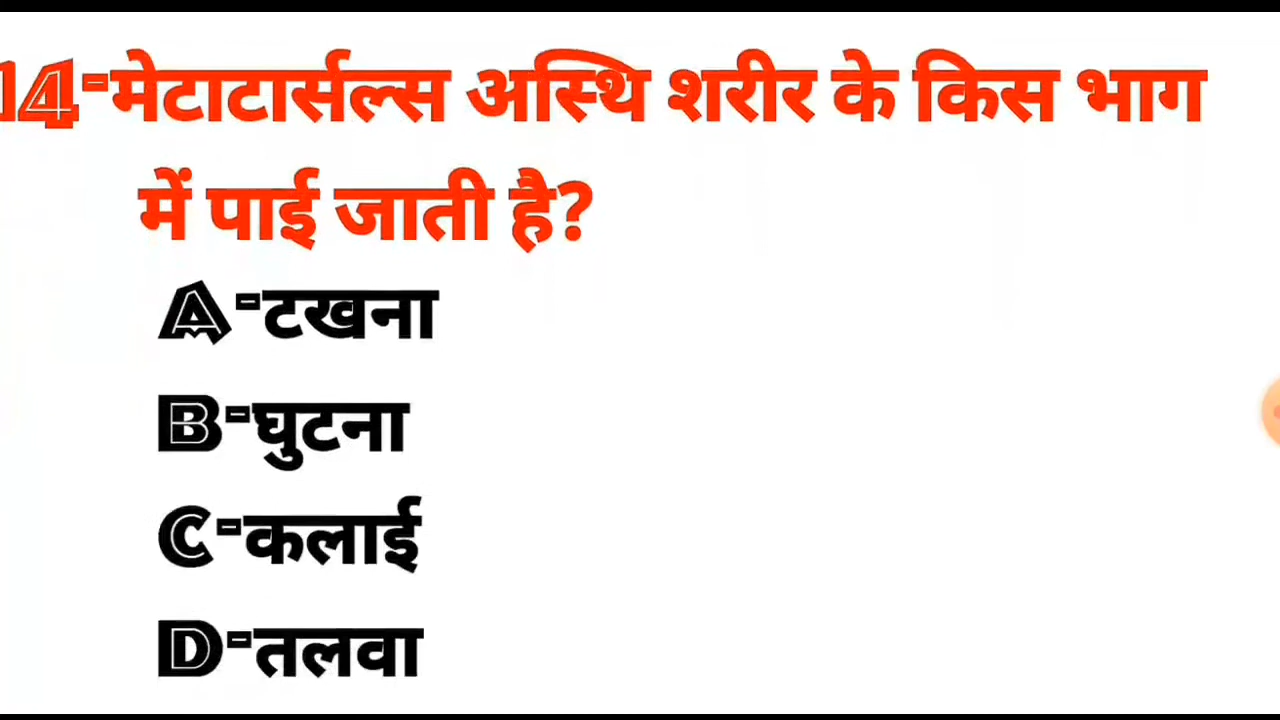 14-मेटाटार्सल्स अस्थि शरीर के किस भाग
में पाई जाती है?
A-टखना
B-घुटना
C-कलाई
D-तलवा